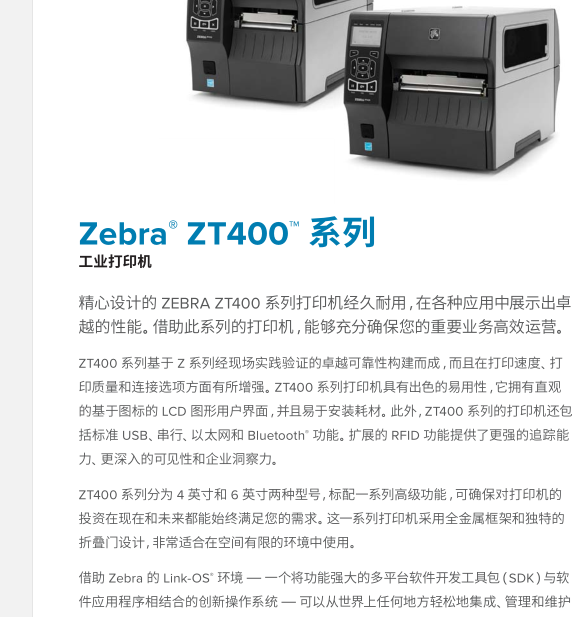 Zebra® ZT400™ 系列
工业打印机
精心设计的 ZEBRA ZT400 系列打印机经久耐用，在各种应用中展示出卓
越的性能。借助此系列的打印机，能够充分确保您的重要业务高效运营。
ZT400 系列基于 Z 系列经现场实践验证的卓越可靠性构建而成，而且在打印速度、打
印质量和连接选项方面有所增强。ZT400 系列打印机具有出色的易用性，它拥有直观
的基于图标的 LCD 图形用户界面，并且易于安装耗材。此外，ZT400 系列的打印机还包
括标准 USB、串行、以太网和 Bluetooth® 功能。扩展的 RFID 功能提供了更强的追踪能
力、更深入的可见性和企业洞察力。
ZT400 系列分为 4 英寸和 6 英寸两种型号，标配一系列高级功能，可确保对打印机的
投资在现在和未来都能始终满足您的需求。这一系列打印机采用全金属框架和独特的
折叠门设计，非常适合在空间有限的环境中使用。
借助 Zebra 的 Link-OS® 环境 — 一个将功能强大的多平台软件开发工具包 (SDK) 与软
件应用程序相结合的创新操作系统 — 可以从世界上任何地方轻松地集成、管理和维护